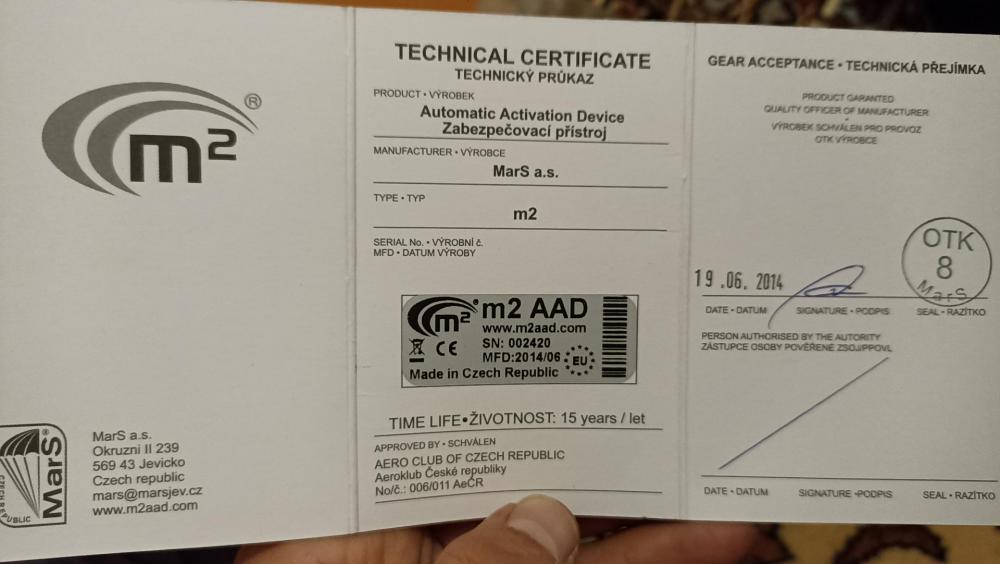 m2®
MarS®
CZECH REPUBLIC
MarS a.s.
Okruzni II 239
569 43 Jevicko
Czech republic
mars@marsjev.cz
www.m2aad.com
TECHNICAL CERTIFICATE
TECHNICKÝ PRŮKAZ
PRODUCT • VÝROBEK
Automatic Activation Device
Zabezpečovací přístroj
MANUFACTURER • VÝROBCE
MarS a.s.
TYPE • TYP
m2
SERIAL No. • VÝROBNÍ č.
MFD • DATUM VÝROBY
m2® m2 AAD
www.m2aad.com
SN: 002420
CE MFD:2014/06 EU
Made in Czech Republic
TIME LIFE•ŽIVOTNOST: 15 years / let
APPROVED BY • SCHVÁLEN
AERO CLUB OF CZECH REPUBLIC
Aeroklub České republiky
No/č.: 006/011 AeČR
GEAR ACCEPTANCE • TECHNICKÁ PŘEJÍMKA
PRODUCT GARANTED
QUALITY OFFICER OF MANUFACTURER
•
VÝROBEK SCHVÁLEN PRO PROVOZ
OTK VÝROBCE
OTK
8
MarS
19.06. 2014
DATE • DATUM SIGNATURE • PODPIS SEAL • RAZÍTKO
PERSON AUTHORISED BY THE AUTORITY
ZÁSTUPCE OSOBY POVĚŘENÉ ZSOJPPOVL
DATE • DATUM SIGNATURE •PODPIS SEAL • RAZÍTKO